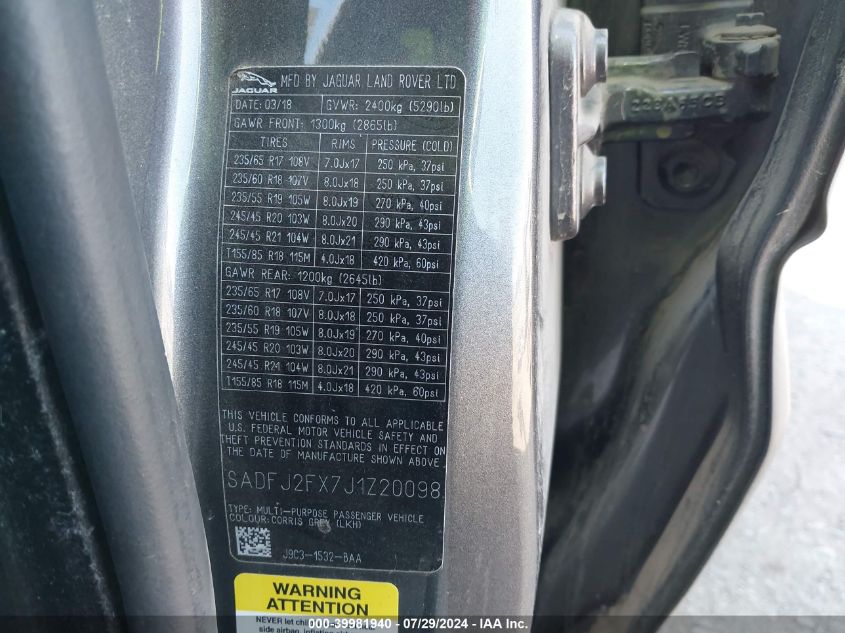 JAGUAR
MFD BY JAGUAR LAND ROVER LTD
DATE: 03/18 GVWR: 2400kg (5290lb)
GAWR FRONT: 1300kg (2865lb)
TIRES RIMS PRESSURE (COLD)
235/65 R17 108V 7.0Jx17 250 kPa, 37psi
235/60 R18 107V 8.0Jx18 250 kPa, 37psi
235/55 R19 105W 8.0Jx19 270 kPa, 40psi
245/45 R20 103W 8.0Jx20 290 kPa, 43psi
245/45 R21 104W 8.0Jx21 290 kPa, 43psi
T155/85 R18 115M 4.0Jx18 420 kPa, 60psi
GAWR REAR: 1200kg (2645lb)
235/65 R17 108V 7.0Jx17 250 kPa, 37psi
235/60 R18 107V 8.0Jx18 250 kPa, 37psi
235/55 R19 105W 8.0Jx19 270 kPa, 40psi
245/45 R20 103W 8.0Jx20 290 kPa, 43psi
245/45 R21 104W 8.0Jx21 290 kPa, 43psi
T155/85 R18 115M 4.0Jx18 420 kPa, 60psi
THIS VEHICLE CONFORMS TO ALL APPLICABLE
U.S. FEDERAL MOTOR VEHICLE SAFETY AND
THEFT PREVENTION STANDARDS IN EFFECT ON
THE DATE OF MANUFACTURE SHOWN ABOVE
SADFJ2FX7J1Z20098
TYPE: MULTI-PURPOSE PASSENGER VEHICLE
COLOUR: CORRIS GREY (LKH)
J9C3-1532-BAA
WARNING
ATTENTION
NEVER let
side airbag,
000-39981940 - 07/29/2024 - IAAI.com